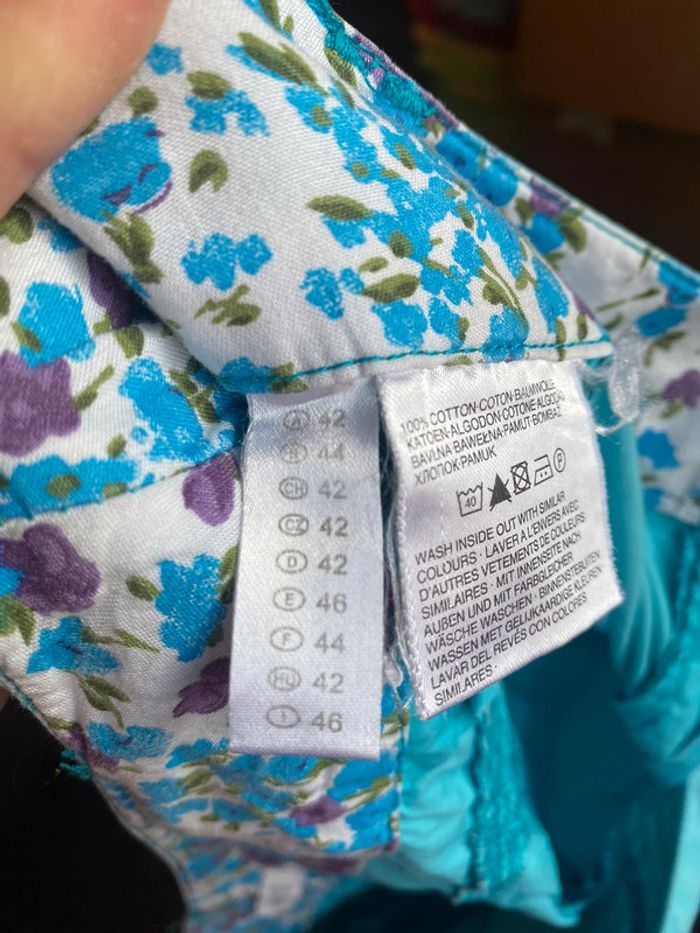 A 42
B 44
CH 42
CZ 42
D 42
E 46
F 44
HU 42
I 46
100% COTTON·COTON·BAUMWOLLE
KATOEN·ALGODON·COTONE·ALGODÃO
BAVLNA·BAWEŁNA·PAMUT·BOMBAZ
ХЛОПОК·PAMUK
40 P
WASH INSIDE OUT WITH SIMILAR
COLOURS · LAVER A L'ENVERS AVEC
D'AUTRES VETEMENTS DE COULEURS
SIMILAIRES · MIT INNENSEITE NACH
AUßEN UND MIT FARBGLEICHER
WÄSCHE WASCHEN · BINNENSTEBUITEN
WASSEN MET GELIJKAARDIGE KLEUREN
LAVAR DEL REVÉS CON COLORES
SIMILARES ·